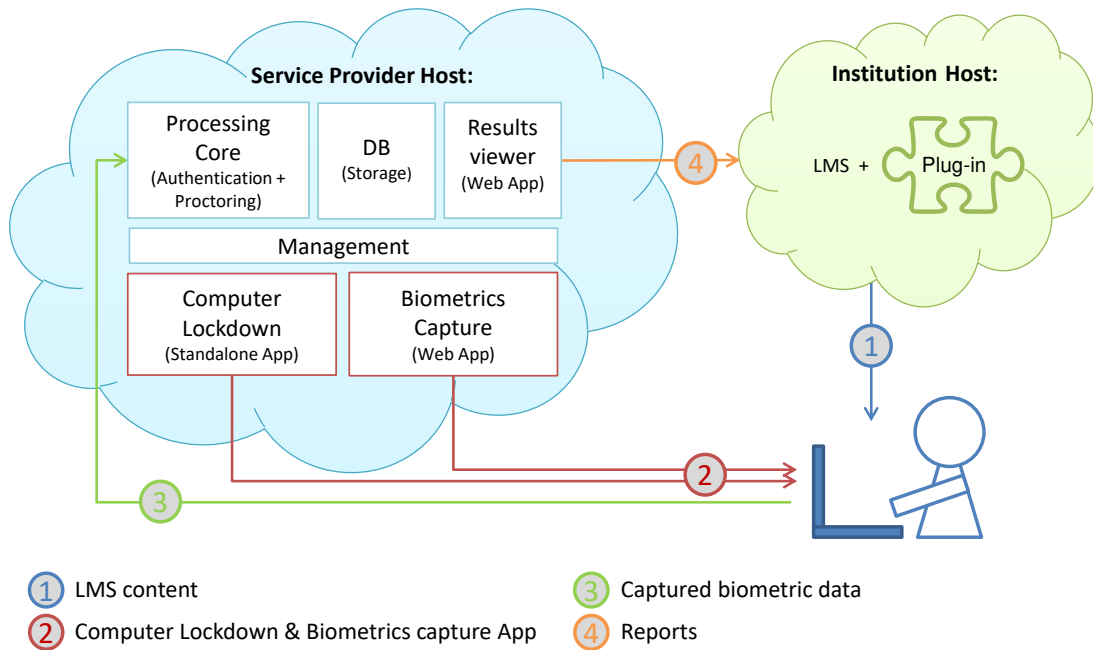 Service Provider Host:
Processing
Core
(Authentication +
Proctoring)
DB
(Storage)
Results
viewer
(Web App)
Management
Computer
Lockdown
(Standalone App)
Biometrics
Capture
(Web App)
Institution Host:
LMS +
Plug-in
4
1
2
3
1 LMS content
2 Computer Lockdown & Biometrics capture App
3 Captured biometric data
4 Reports